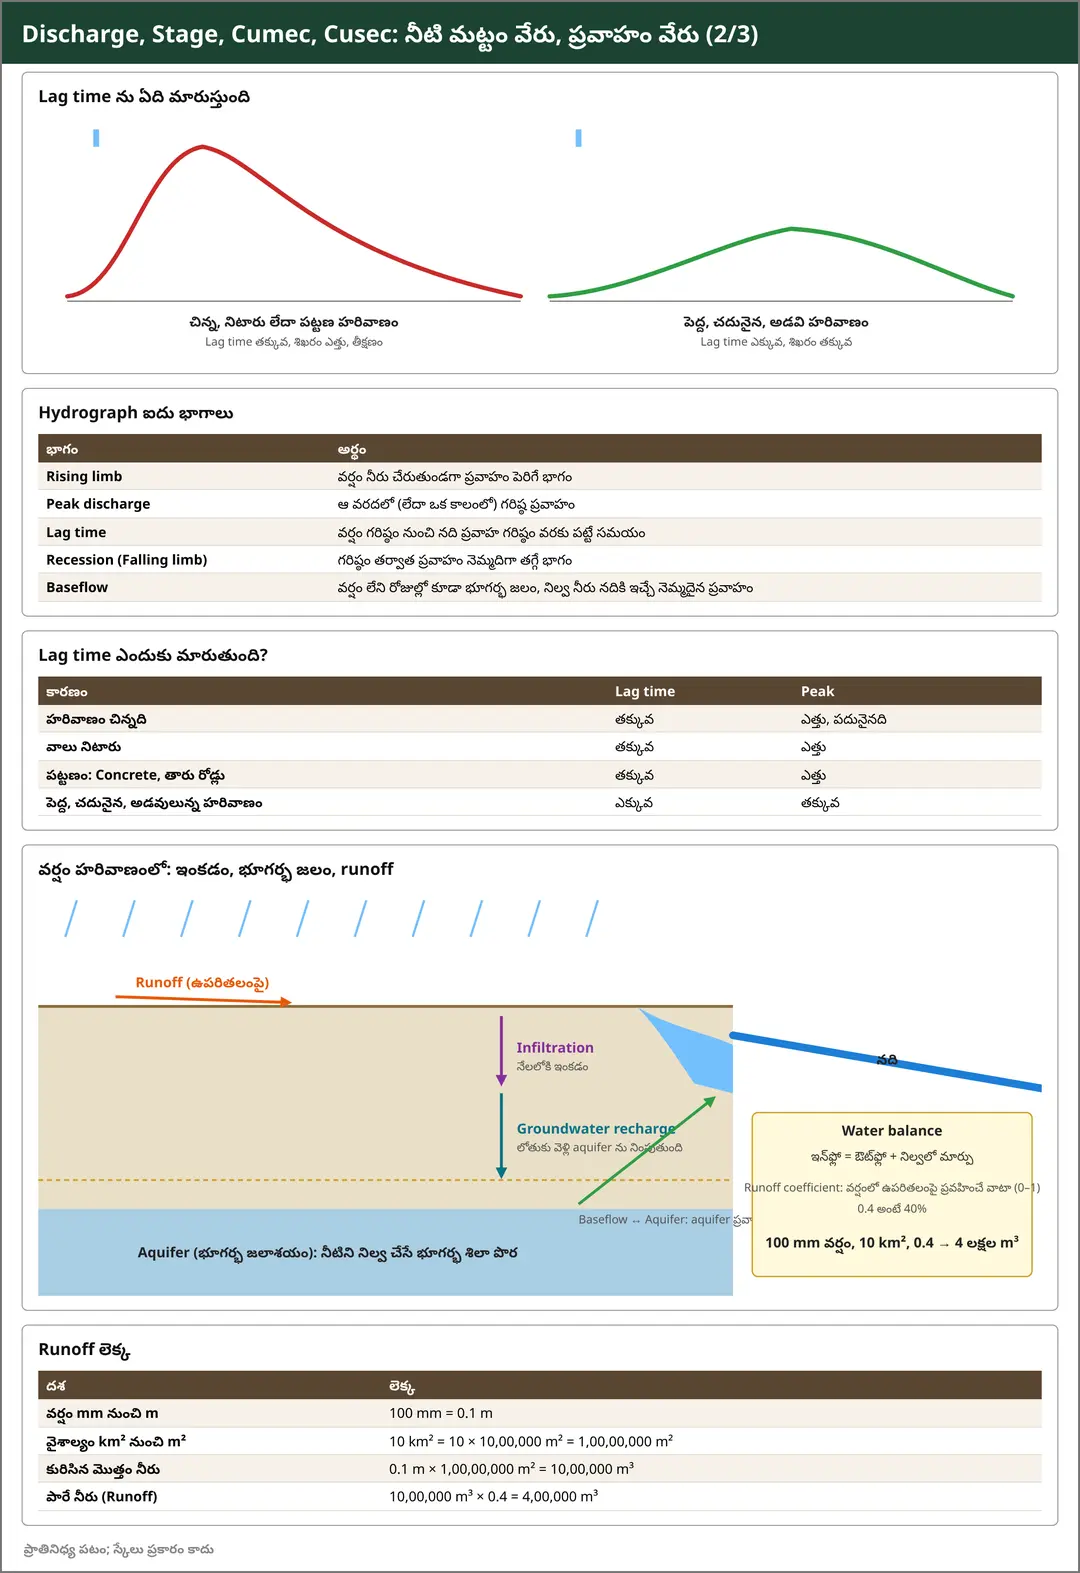 Discharge, Stage, Cumec, Cusec: నీటి మట్టం వేరు, ప్రవాహం వేరు (2/3)
Lag time ను ఏది మారుస్తుంది
చిన్న, నిటారు లేదా పట్టణ హరివాణం
Lag time తక్కువ, శిఖరం ఎత్తు, తీక్షణం
పెద్ద, చదునైన, అడవి హరివాణం
Lag time ఎక్కువ, శిఖరం తక్కువ
Hydrograph ఐదు భాగాలు
భాగం అర్థం
Rising limb వర్షం నీరు చేరుతుండగా ప్రవాహం పెరిగే భాగం
Peak discharge ఆ వరదలో (లేదా ఒక కాలంలో) గరిష్ఠ ప్రవాహం
Lag time వర్షం గరిష్ఠం నుంచి నది ప్రవాహ గరిష్ఠం వరకు పట్టే సమయం
Recession (Falling limb) గరిష్ఠం తర్వాత ప్రవాహం నెమ్మదిగా తగ్గే భాగం
Baseflow వర్షం లేని రోజుల్లో కూడా భూగర్భ జలం, నిల్వ నీరు నదికి ఇచ్చే నెమ్మదైన ప్రవాహం
Lag time ఎందుకు మారుతుంది?
కారణం Lag time Peak
హరివాణం చిన్నది తక్కువ ఎత్తు, పదునైనది
వాలు నిటారు తక్కువ ఎత్తు
పట్టణం: Concrete, తారు రోడ్లు తక్కువ ఎత్తు
పెద్ద, చదునైన, అడవులున్న హరివాణం ఎక్కువ తక్కువ
వర్షం హరివాణంలో: ఇంకడం, భూగర్భ జలం, runoff
Runoff (ఉపరితలంపై)
Infiltration
నేలలోకి ఇంకడం
నది
Groundwater recharge
లోతుకు వెళ్లి aquifer ను నింపుతుంది
Baseflow ↔ Aquifer: aquifer ప్రవా
Aquifer (భూగర్భ జలాశయం): నీటిని నిల్వ చేసే భూగర్భ శిలా పొర
Water balance
ఇన్‌ఫ్లో = ఔట్‌ఫ్లో + నిల్వలో మార్పు
Runoff coefficient: వర్షంలో ఉపరితలంపై ప్రవహించే వాటా (0–1)
0.4 అంటే 40%
100 mm వర్షం, 10 km², 0.4 → 4 లక్షల m³
Runoff లెక్క
దశ లెక్క
వర్షం mm నుంచి m 100 mm = 0.1 m
వైశాల్యం km² నుంచి m² 10 km² = 10 × 10,00,000 m² = 1,00,00,000 m²
కురిసిన మొత్తం నీరు 0.1 m × 1,00,00,000 m² = 10,00,000 m³
పారే నీరు (Runoff) 10,00,000 m³ × 0.4 = 4,00,000 m³
ప్రాతినిధ్య పటం; స్కేలు ప్రకారం కాదు